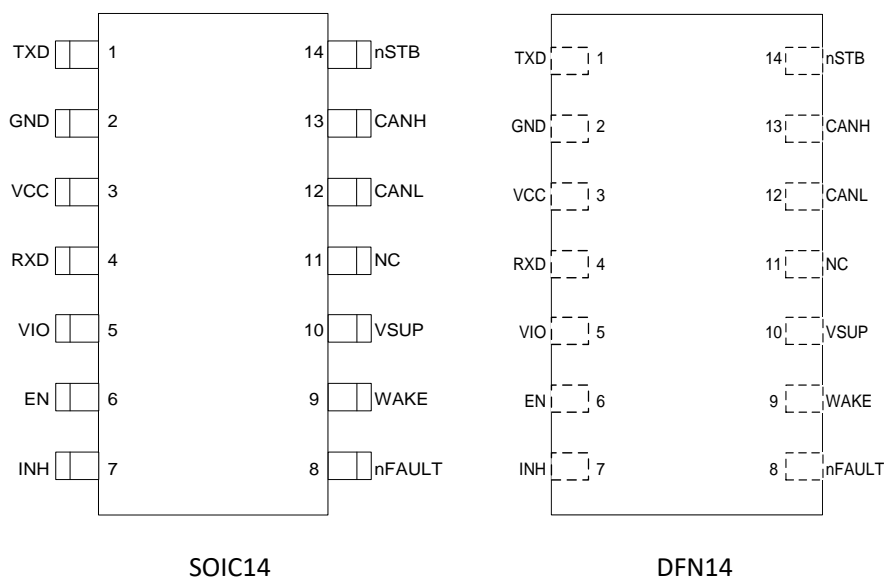 TXD 1 14 nSTB TXD 1 14 nSTB
GND 2 13 CANH GND 2 13 CANH
VCC 3 12 CANL VCC 3 12 CANL
RXD 4 11 NC RXD 4 11 NC
VIO 5 10 VSUP VIO 5 10 VSUP
EN 6 9 WAKE EN 6 9 WAKE
INH 7 8 nFAULT INH 7 8 nFAULT
SOIC14 DFN14